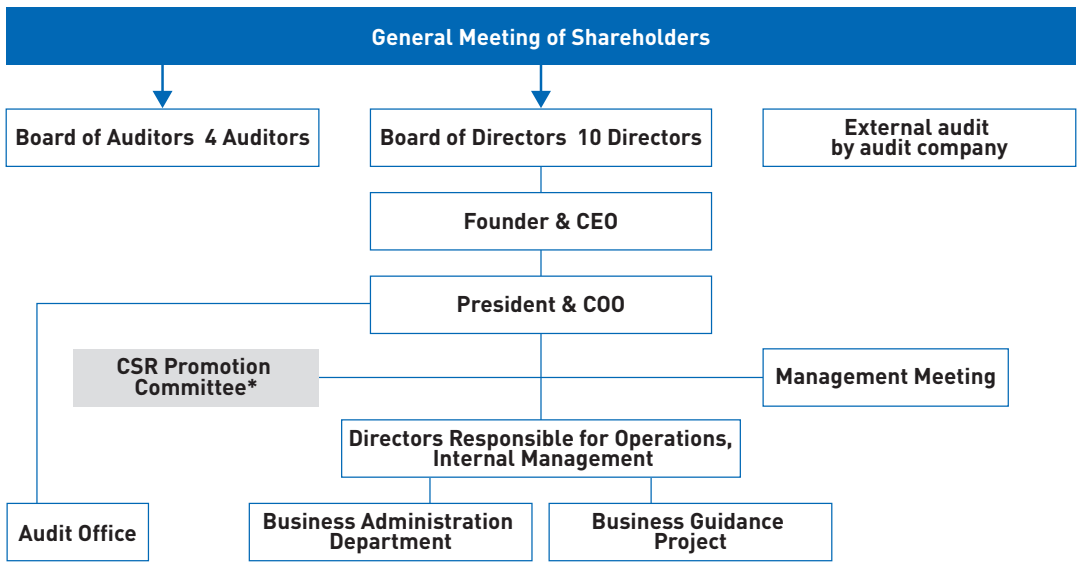 General Meeting of Shareholders
Board of Auditors 4 Auditors
Board of Directors 10 Directors
External audit
by audit company
Founder & CEO
President & COO
CSR Promotion
Committee*
Management Meeting
Directors Responsible for Operations,
Internal Management
Audit Office
Business Administration
Department
Business Guidance
Project